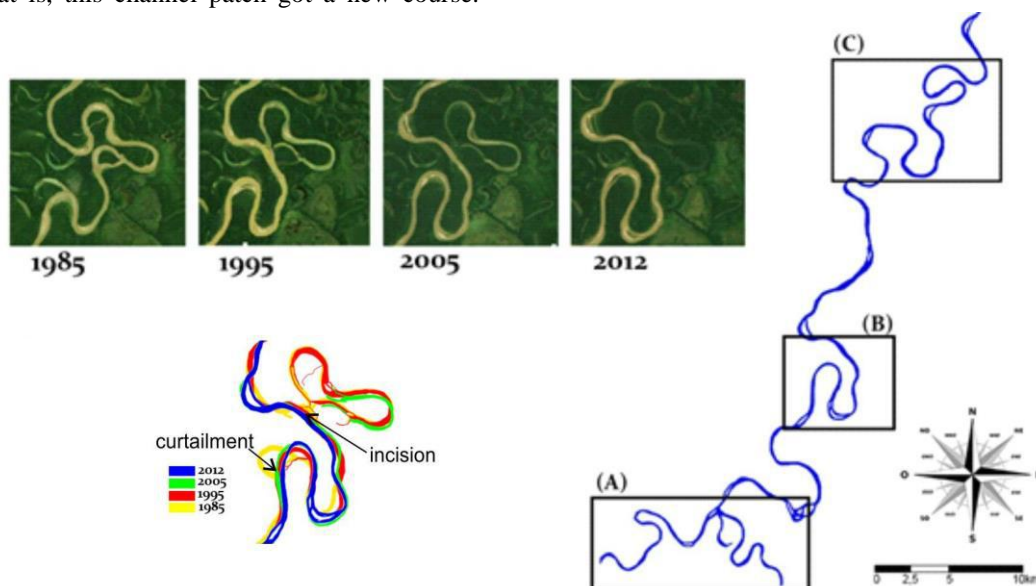 at is, this channel patch got a new course.
1985
1995
2005
2012
curtailment
incision
2012
2005
1995
1985
(C)
(B)
(A)
N
S
O
0 2,5 5 10km